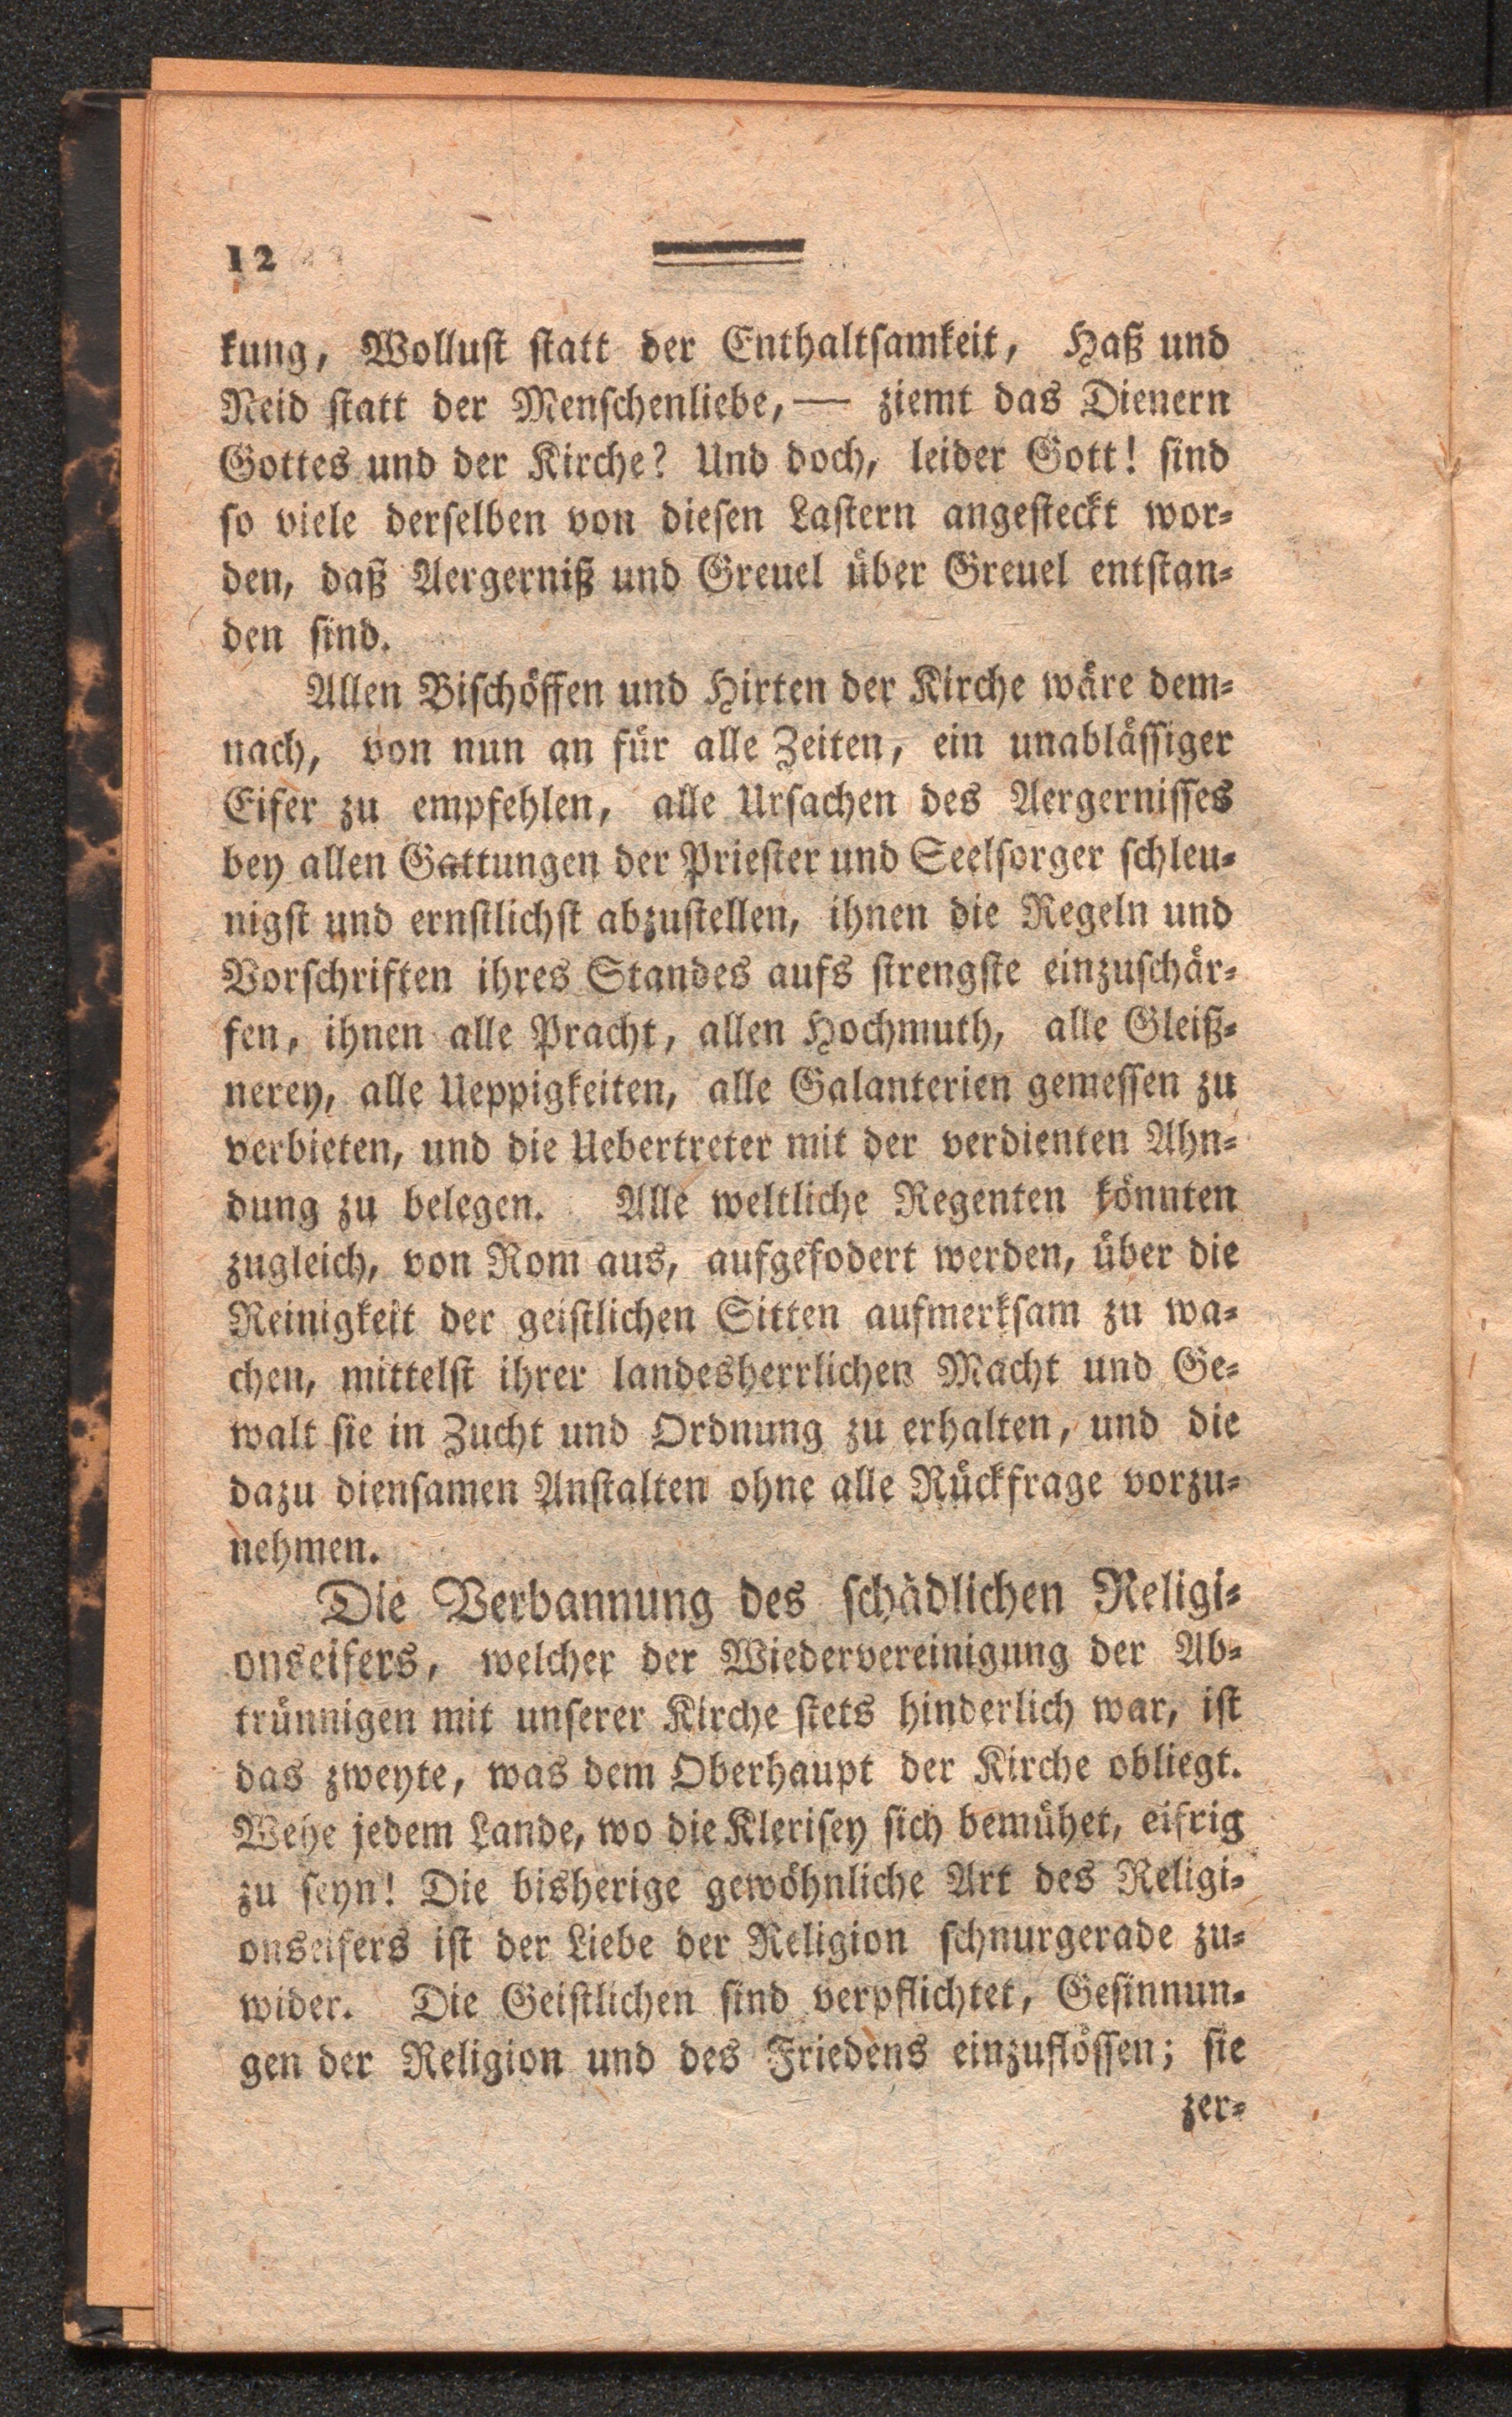 12
kung, Wolluſt ſtatt der Enthaltſamkeit, Haß und
Neid ſtatt der Menſchenliebe,— ziemt das Dienern
Gottes und der Kirche? Und doch, leider Gott! ſind
ſo viele derſelben von dieſen Laſtern angeſteckt wor⸗
den, daß Aergerniß und Greuel über Greuel entſtan⸗
den ſind.
Allen Biſchöffen und Hirten der Kirche wäre dem⸗
nach, von nun an für alle Zeiten, ein unabläſſiger
Eifer zu empfehlen, alle Urſachen des Aergerniſſes
bey allen Gattungen der Prieſter und Seelſorger ſchleu⸗
nigſt und ernſtlichſt abzuſtellen, ihnen die Regeln und
Vorſchriften ihres Standes aufs ſtrengſte einzuſchär⸗
fen, ihnen alle Pracht, allen Hochmuth, alle Gleiß⸗
nerey, alle Ueppigkeiten, alle Galanterien gemeſſen zu
verbieten, und die Uebertreter mit der verdienten Ahn⸗
dung zu belegen. Alle weltliche Regenten könnten
zugleich, von Rom aus, aufgefodert werden, über die
Reinigkeit der geiſtlichen Sitten aufmerkſam zu wa⸗
chen, mittelſt ihrer landesherrlichen Macht und Ge⸗
walt ſie in Zucht und Ordnung zu erhalten, und die
dazu dienſamen Anſtalten ohne alle Rückfrage vorzu⸗
nehmen.
Die Verbannung des ſchädlichen Religi⸗
onseifers, welcher der Wiedervereinigung der Ab⸗
trünnigen mit unſerer Kirche ſtets hinderlich war, iſt
das zweyte, was dem Oberhaupt der Kirche obliegt.
Wehe jedem Lande, wo die Kleriſey ſich bemühet, eifrig
zu ſeyn! Die bisherige gewöhnliche Art des Religi⸗
onseifers iſt der Liebe der Religion ſchnurgerade zu⸗
wider. Die Geiſtlichen ſind verpflichtet, Geſinnun⸗
gen der Religion und des Friedens einzuflöſſen; ſie
zer⸗